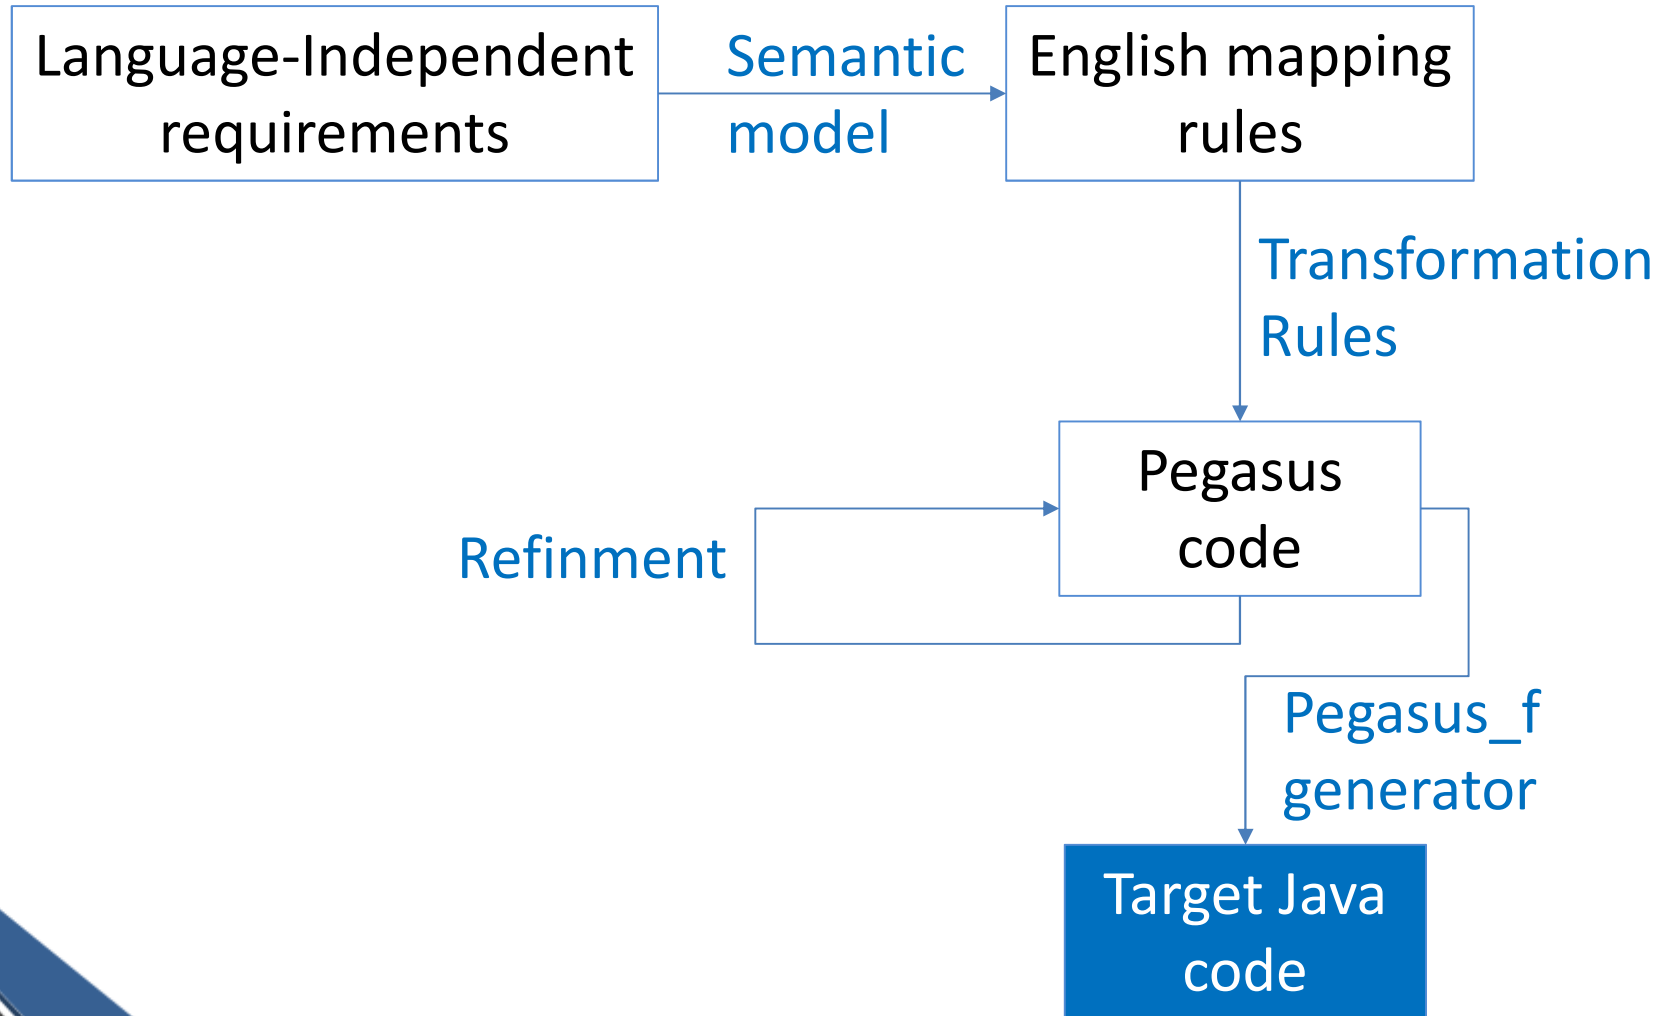 Language-Independent
requirements
Semantic
model
English mapping
rules
Transformation
Rules
Pegasus
code
Refinment
Pegasus_f
generator
Target Java
code